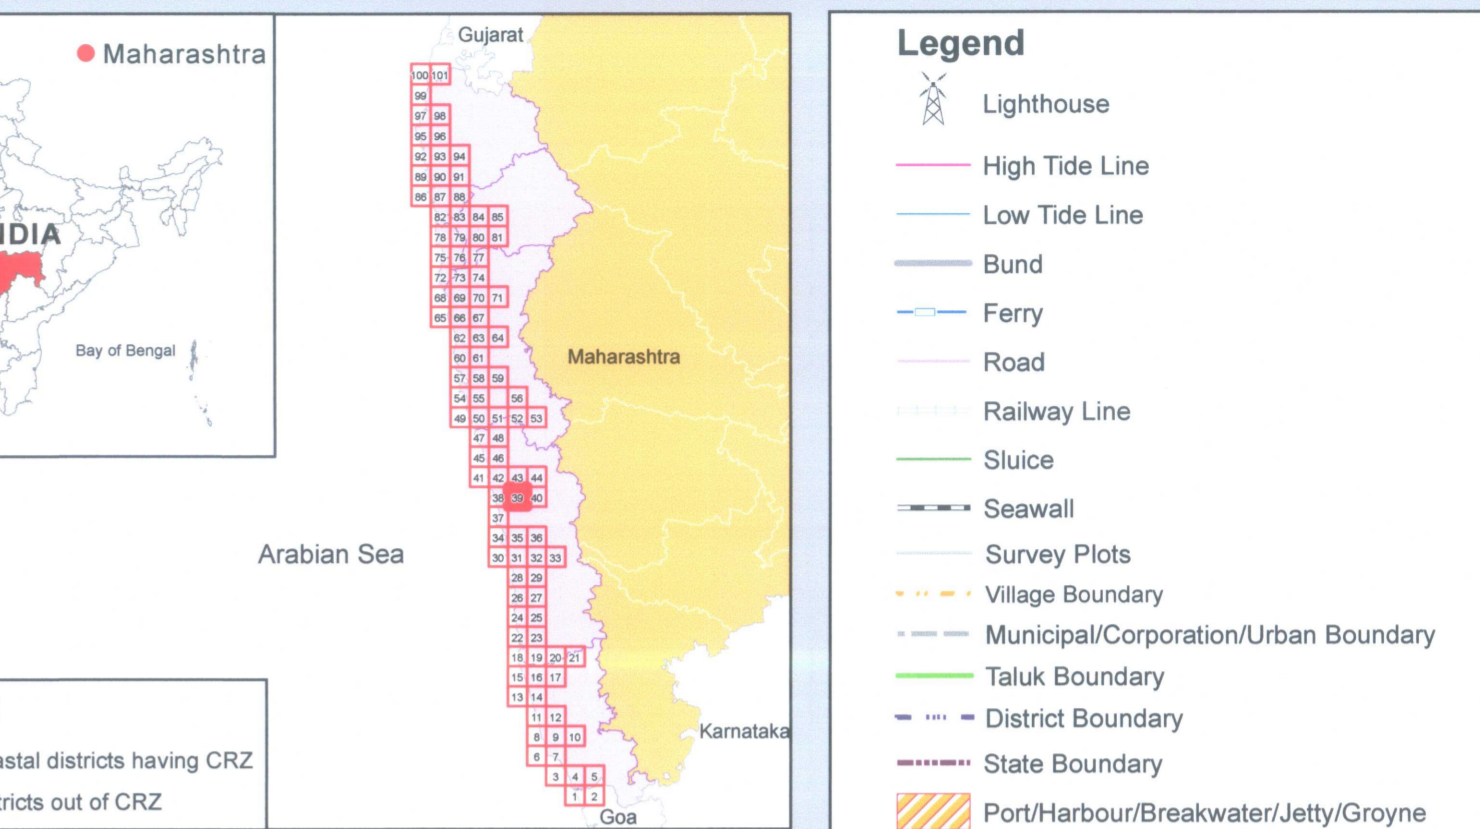 Maharashtra
INDIA
Bay of Bengal
astal districts having CRZ
tricts out of CRZ
Gujarat
100 101
99
97 98
95 96
92 93 94
89 90 91
86 87 88
82 83 84 85
78 79 80 81
75 76 77
72 73 74
68 69 70 71
65 66 67
62 63 64
60 61
57 58 59
54 55 56
49 50 51 52 53
47 48
45 46
41 42 43 44
38 39 40
37
34 35 36
30 31 32 33
28 29
26 27
24 25
22 23
18 19 20 21
15 16 17
13 14
11 12
8 9 10
6 7
3 4 5
1 2
Maharashtra
Arabian Sea
Karnataka
Goa
Legend
Lighthouse
High Tide Line
Low Tide Line
Bund
Ferry
Road
Railway Line
Sluice
Seawall
Survey Plots
Village Boundary
Municipal/Corporation/Urban Boundary
Taluk Boundary
District Boundary
State Boundary
Port/Harbour/Breakwater/Jetty/Groyne